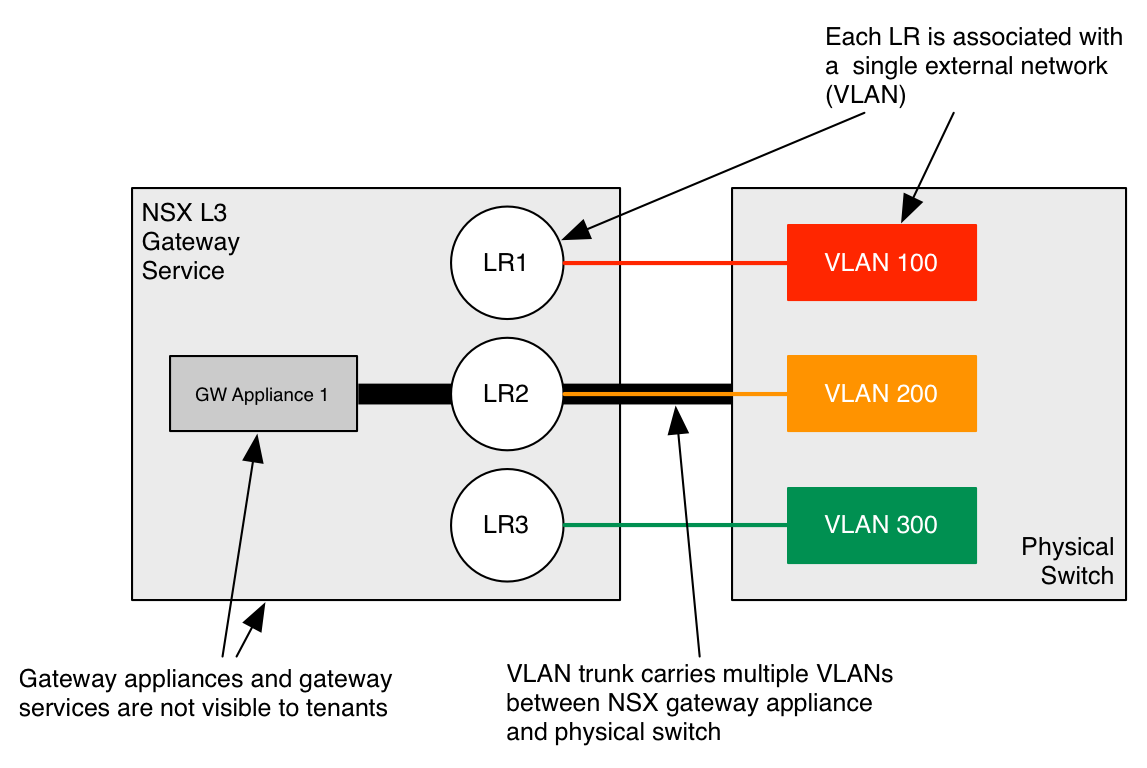 Each LR is associated with
a  single external network
(VLAN)
NSX L3
Gateway
Service
LR1
VLAN 100
GW Appliance 1
LR2
VLAN 200
LR3
VLAN 300
Physical
Switch
Gateway appliances and gateway
services are not visible to tenants
VLAN trunk carries multiple VLANs
between NSX gateway appliance
and physical switch